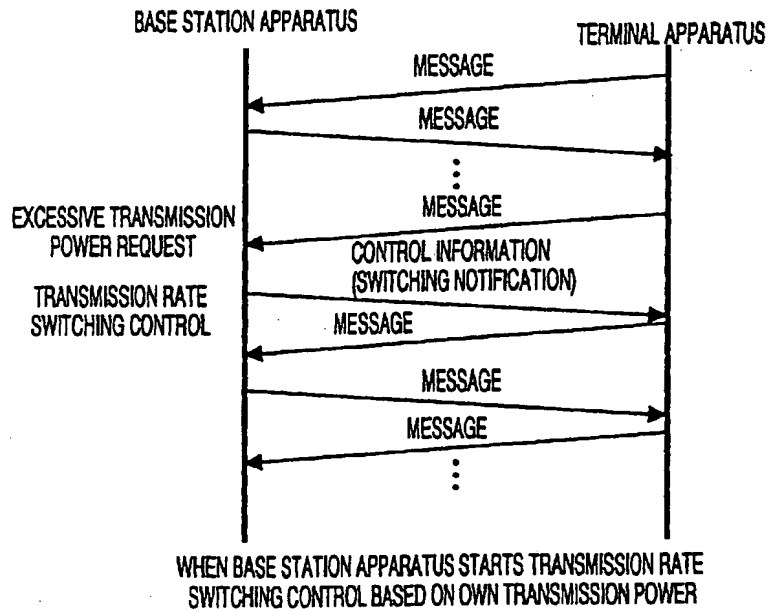 BASE STATION APPARATUS
TERMINAL APPARATUS
MESSAGE
MESSAGE
MESSAGE
EXCESSIVE TRANSMISSION
POWER REQUEST
CONTROL INFORMATION
(SWITCHING NOTIFICATION)
TRANSMISSION RATE
SWITCHING CONTROL
MESSAGE
MESSAGE
MESSAGE
WHEN BASE STATION APPARATUS STARTS TRANSMISSION RATE
SWITCHING CONTROL BASED ON OWN TRANSMISSION POWER